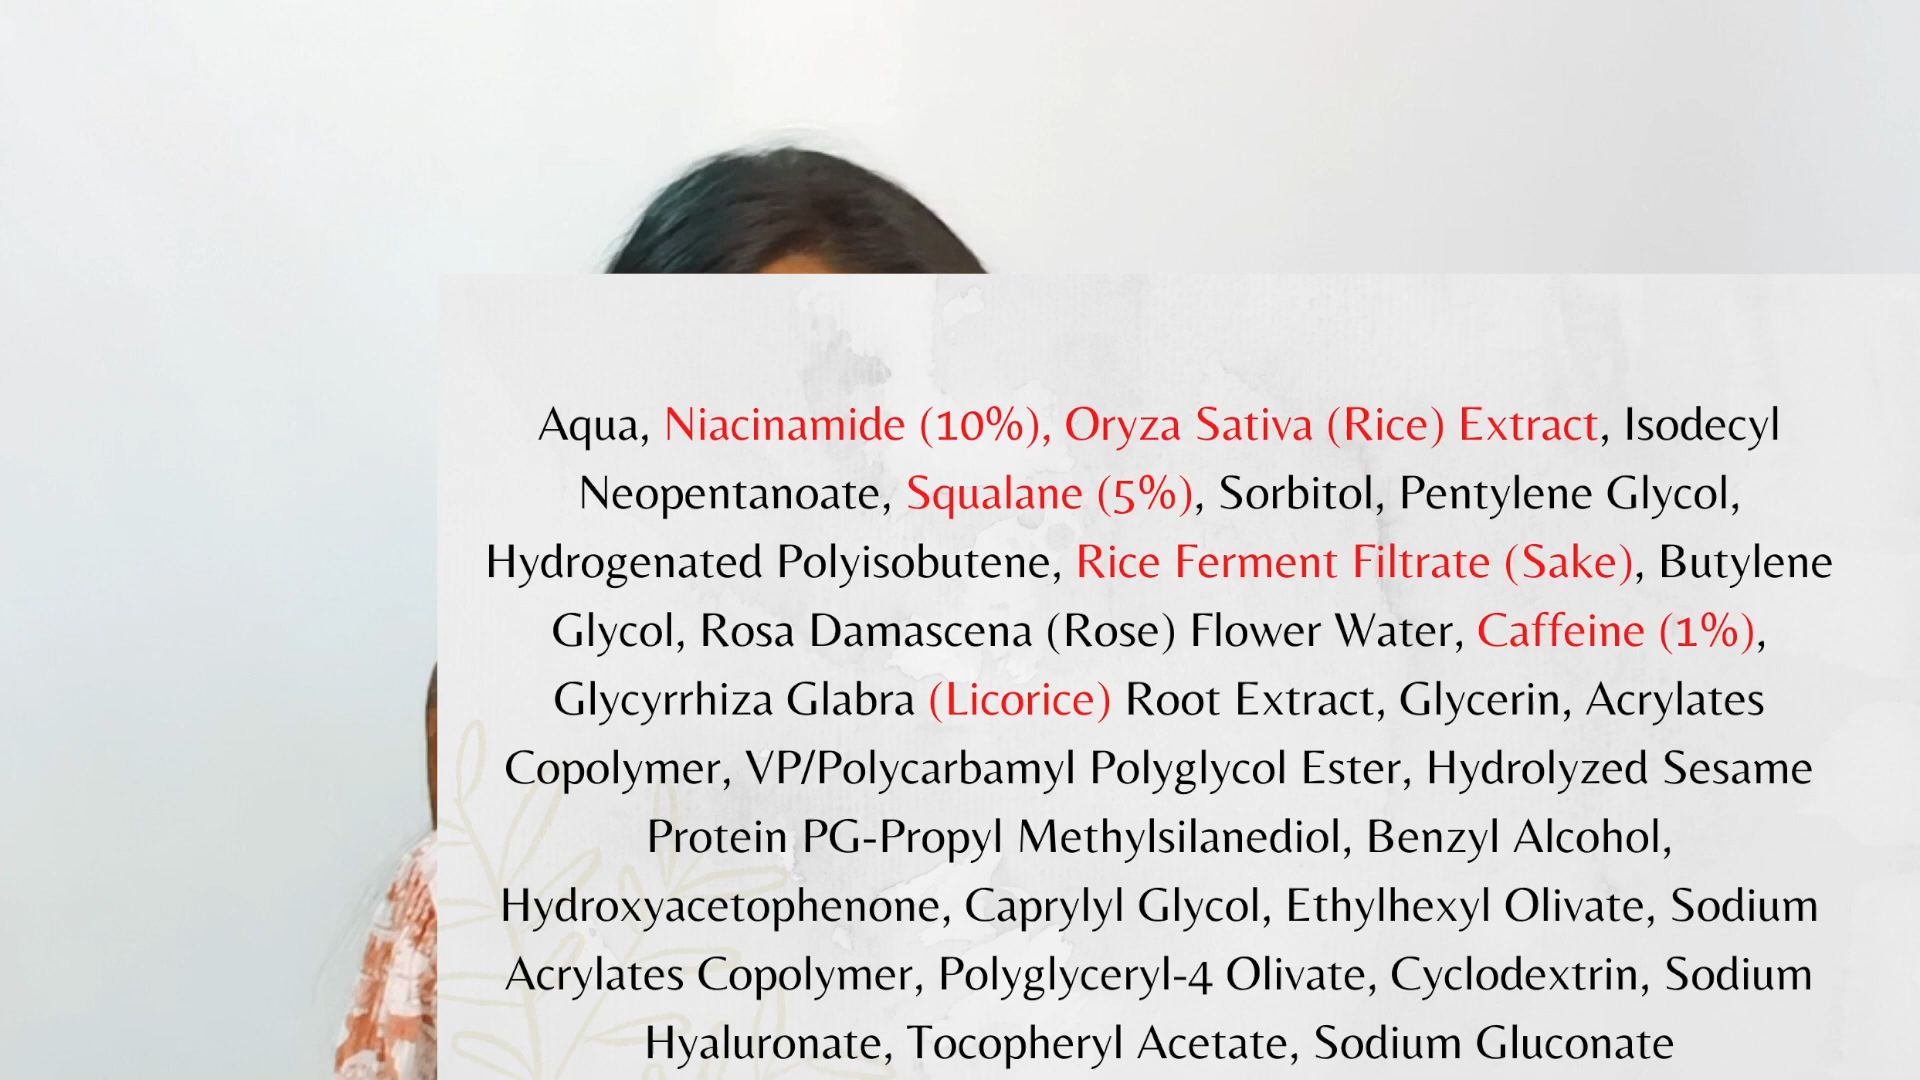 Aqua, Niacinamide (10%), Oryza Sativa (Rice) Extract, Isodecyl
Neopentanoate, Squalane (5%), Sorbitol, Pentylene Glycol,
Hydrogenated Polyisobutene, Rice Ferment Filtrate (Sake), Butylene
Glycol, Rosa Damascena (Rose) Flower Water, Caffeine (1%),
Glycyrrhiza Glabra (Licorice) Root Extract, Glycerin, Acrylates
Copolymer, VP/Polycarbamyl Polyglycol Ester, Hydrolyzed Sesame
Protein PG-Propyl Methylsilanediol, Benzyl Alcohol,
Hydroxyacetophenone, Caprylyl Glycol, Ethylhexyl Olivate, Sodium
Acrylates Copolymer, Polyglyceryl-4 Olivate, Cyclodextrin, Sodium
Hyaluronate, Tocopheryl Acetate, Sodium Gluconate